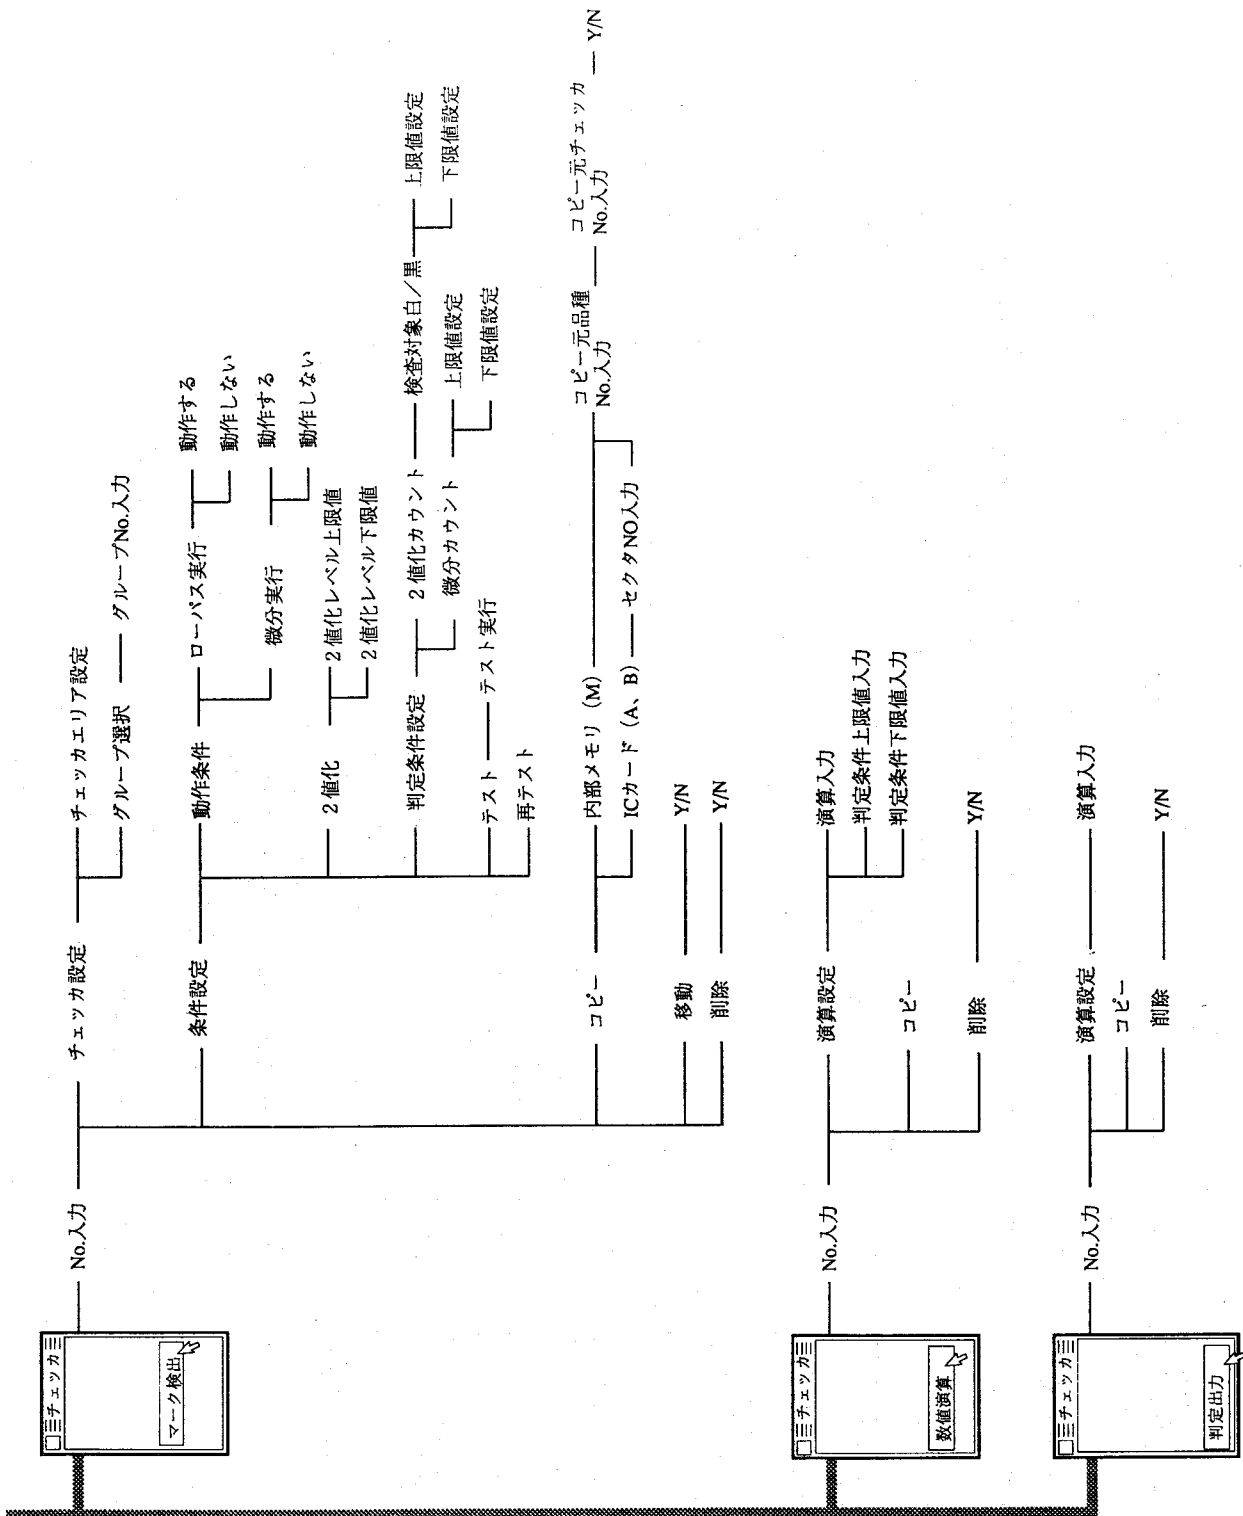 チェッカ
マーク検出
No.入力
チェッカ設定
チェッカエリア設定
グループ選択
グループNo.入力
条件設定
動作条件
ローパス実行
動作する
動作しない
微分実行
動作する
動作しない
2値化
2値化レベル上限値
2値化レベル下限値
判定条件設定
2値化カウント
検査対象白/黒
上限値設定
下限値設定
微分カウント
上限値設定
下限値設定
テスト
テスト実行
再テスト
コピー
内部メモリ(M)
コピー元品種
No.入力
コピー元チェッカ
No.入力
Y/N
ICカード(A、B)
セクタNO入力
移動
Y/N
削除
Y/N
チェッカ
数値演算
No.入力
演算設定
演算入力
判定条件上限値入力
判定条件下限値入力
コピー
削除
Y/N
チェッカ
判定出力
No.入力
演算設定
演算入力
コピー
削除
Y/N